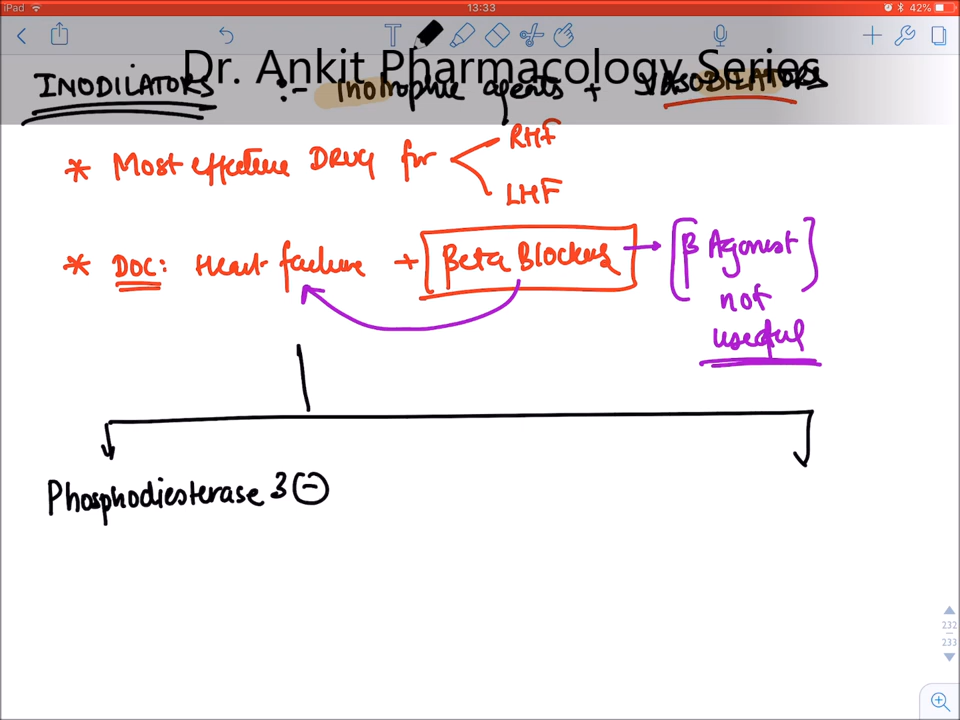 iPad 13:33 42%
T
Dr. Ankit Pharmacology Series
INODILATORS :- Inotrophic agents + VASODILATORS
* Most effective DRUG for RHF
LHF
* DOC: Heart failure + Beta Blockers → [β Agonist]
not
useful
Phosphodiesterase 3 (-)
232
233